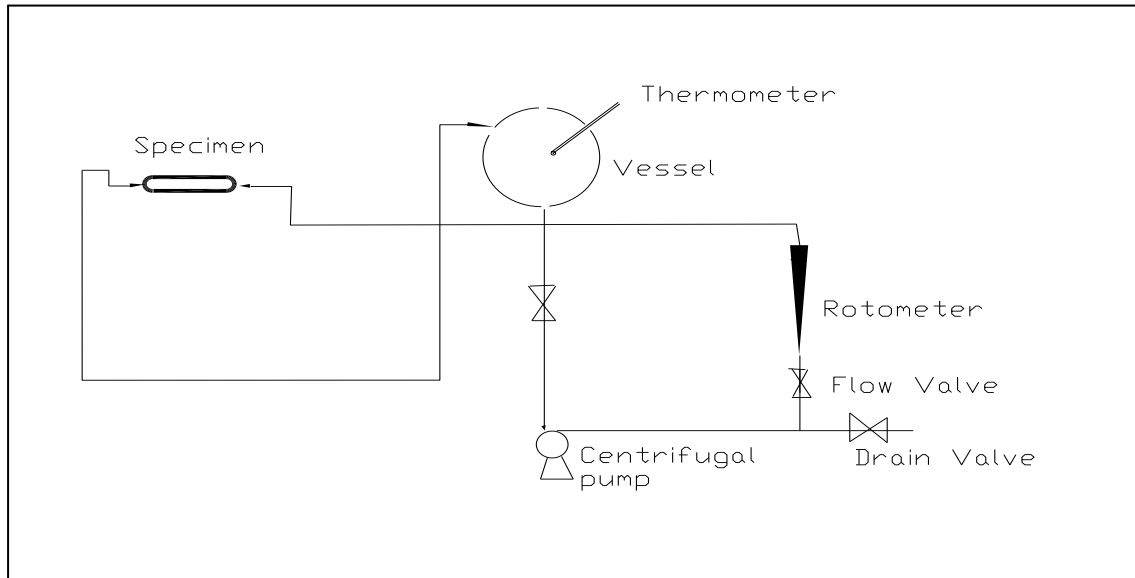 Thermometer
Specimen
Vessel
Rotometer
Flow Valve
Centrifugal
pump
Drain Valve